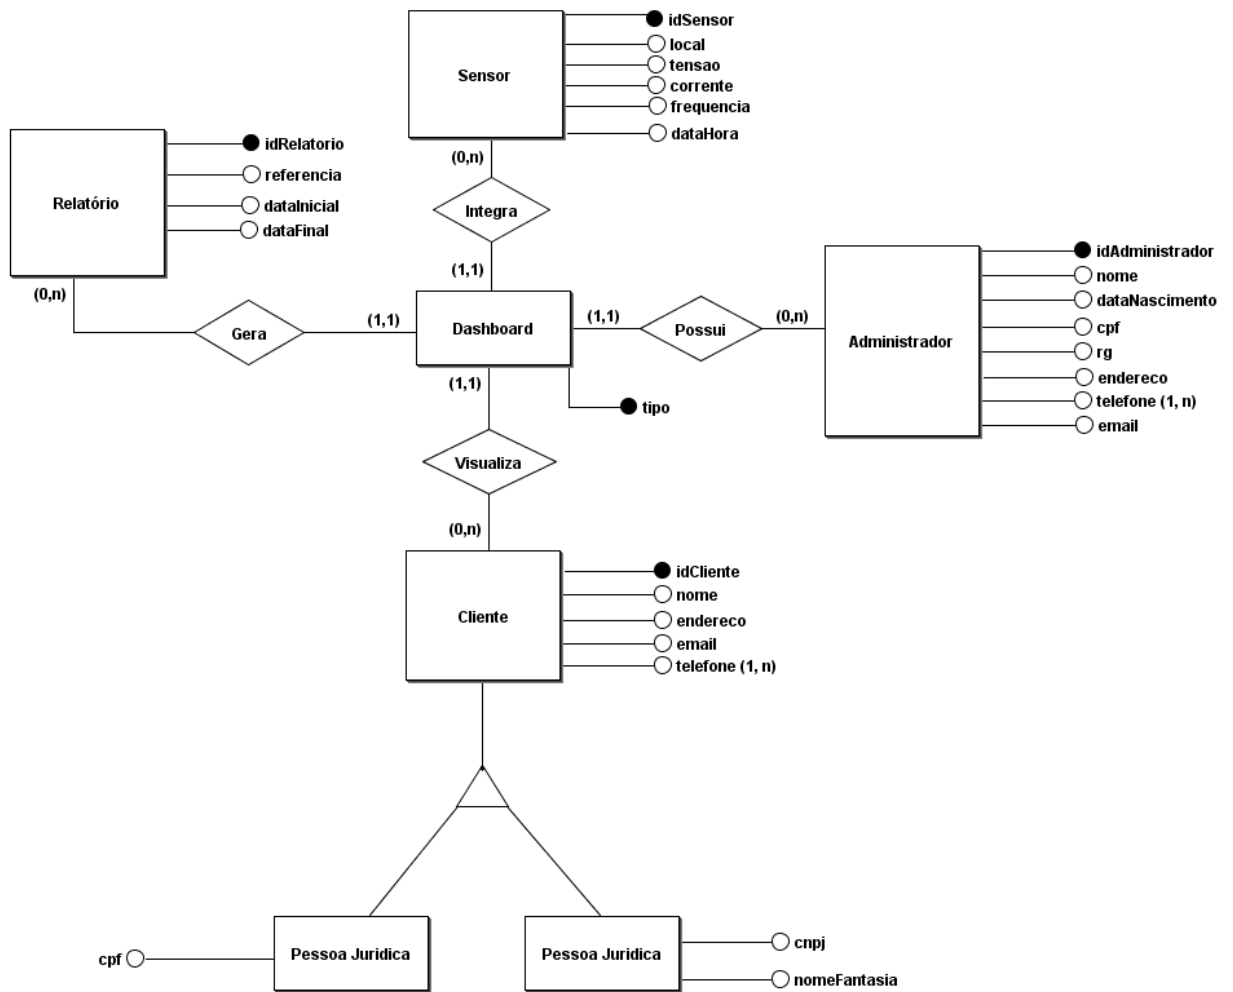 idSensor
local
tensao
Sensor
corrente
frequência
dataHora
(0,n)
Integra
(1,1)
idRelatorio
referencia
Relatório
dataInicial
dataFinal
(0,n)
Gera
(1,1)
Dashboard
tipo
(1,1)
Possui
(0,n)
idAdministrador
nome
dataNascimento
cpf
Administrador
rg
endereco
telefone (1, n)
email
(1,1)
Visualiza
(0,n)
idCliente
nome
Cliente
endereco
email
telefone (1, n)
cpf
Pessoa Juridica
Pessoa Juridica
cnpj
nomeFantasia